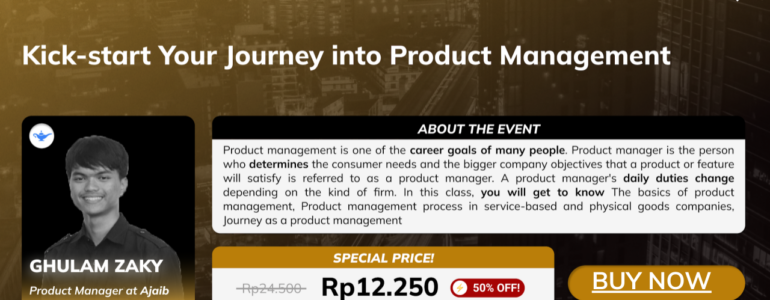 Kick-start Your Journey into Product Management
ABOUT THE EVENT
Product management is one of the career goals of many people. Product manager is the person
who determines the consumer needs and the bigger company objectives that a product or feature
will satisfy is referred to as a product manager. A product manager's daily duties change
depending on the kind of firm. In this class, you will get to know The basics of product
management, Product management process in service-based and physical goods companies,
Journey as a product management
GHULAM ZAKY
Product Manager at Ajaib
SPECIAL PRICE!
Rp24.500 Rp12.250 50% OFF!
BUY NOW